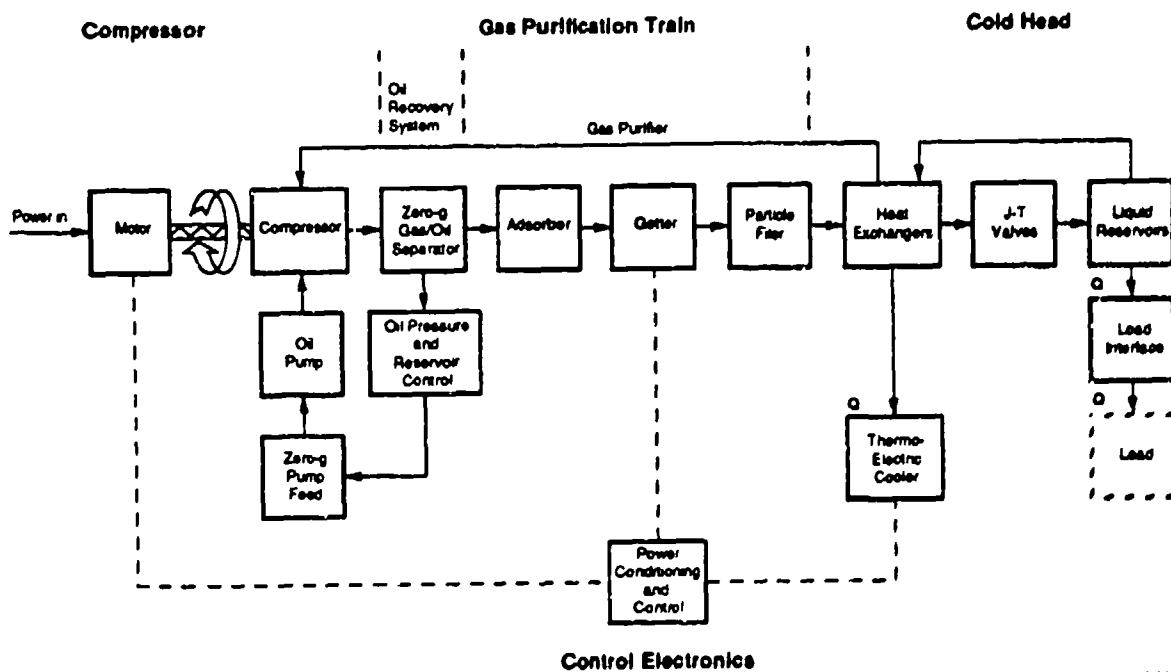 Compressor
Gas Purification Train
Cold Head
Oil
Recovery
System
Gas Purifier
Power in
Motor
Compressor
Zero-g
Gas/Oil
Separator
Adsorber
Getter
Particle
Filter
Heat
Exchangers
J-T
Valves
Liquid
Reservoirs
Oil
Pump
Oil Pressure
and
Reservoir
Control
Q
Load
Interface
Q
Load
Q
Thermo-
Electric
Cooler
Zero-g
Pump
Feed
Power
Conditioning
and
Control
Control Electronics